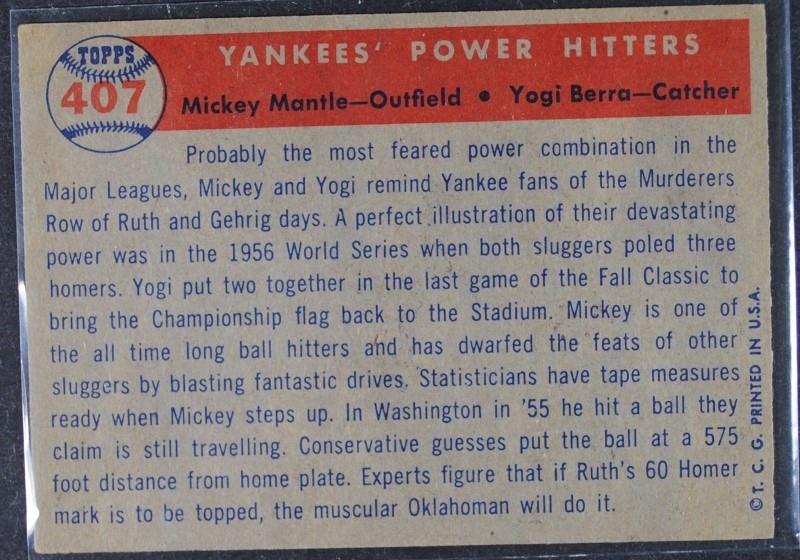 TOPPS
407
YANKEES' POWER HITTERS
Mickey Mantle—Outfield • Yogi Berra—Catcher
Probably the most feared power combination in the
Major Leagues, Mickey and Yogi remind Yankee fans of the Murderers
Row of Ruth and Gehrig days. A perfect illustration of their devastating
power was in the 1956 World Series when both sluggers poled three
homers. Yogi put two together in the last game of the Fall Classic to
bring the Championship flag back to the Stadium. Mickey is one of
the all time long ball hitters and has dwarfed the feats of other
sluggers by blasting fantastic drives. Statisticians have tape measures
ready when Mickey steps up. In Washington in '55 he hit a ball they
claim is still travelling. Conservative guesses put the ball at a 575
foot distance from home plate. Experts figure that if Ruth's 60 Homer
mark is to be topped, the muscular Oklahoman will do it.
© T. C. G. PRINTED IN U.S.A.